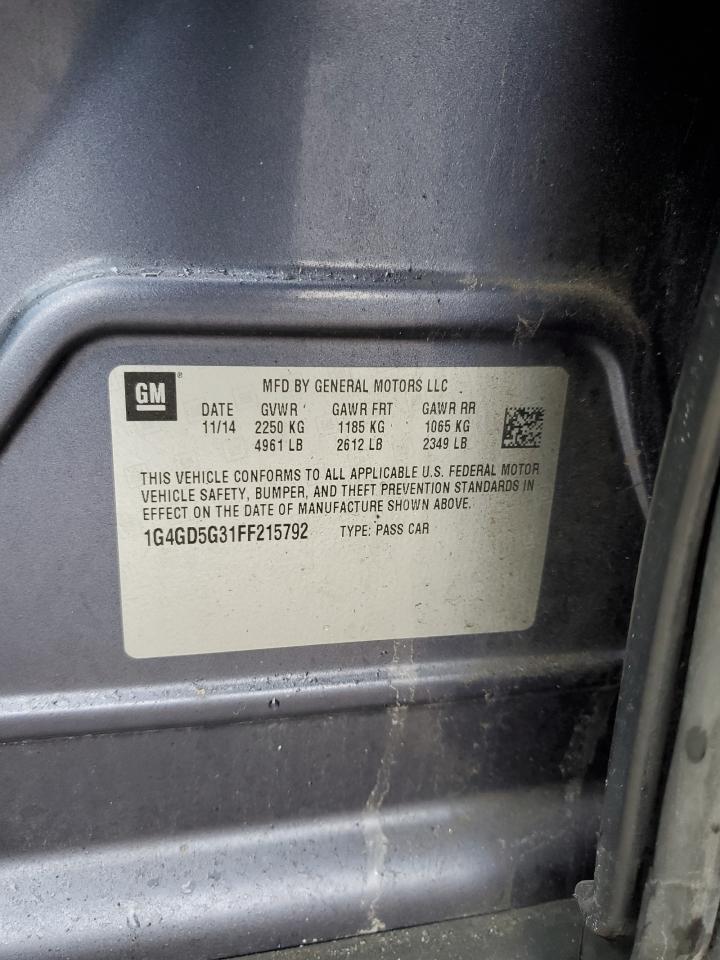 GM ®
MFD BY GENERAL MOTORS LLC
DATE GVWR GAWR FRT GAWR RR
11/14 2250 KG 1185 KG 1065 KG
4961 LB 2612 LB 2349 LB
THIS VEHICLE CONFORMS TO ALL APPLICABLE U.S. FEDERAL MOTOR
VEHICLE SAFETY, BUMPER, AND THEFT PREVENTION STANDARDS IN
EFFECT ON THE DATE OF MANUFACTURE SHOWN ABOVE.
1G4GD5G31FF215792 TYPE: PASS CAR